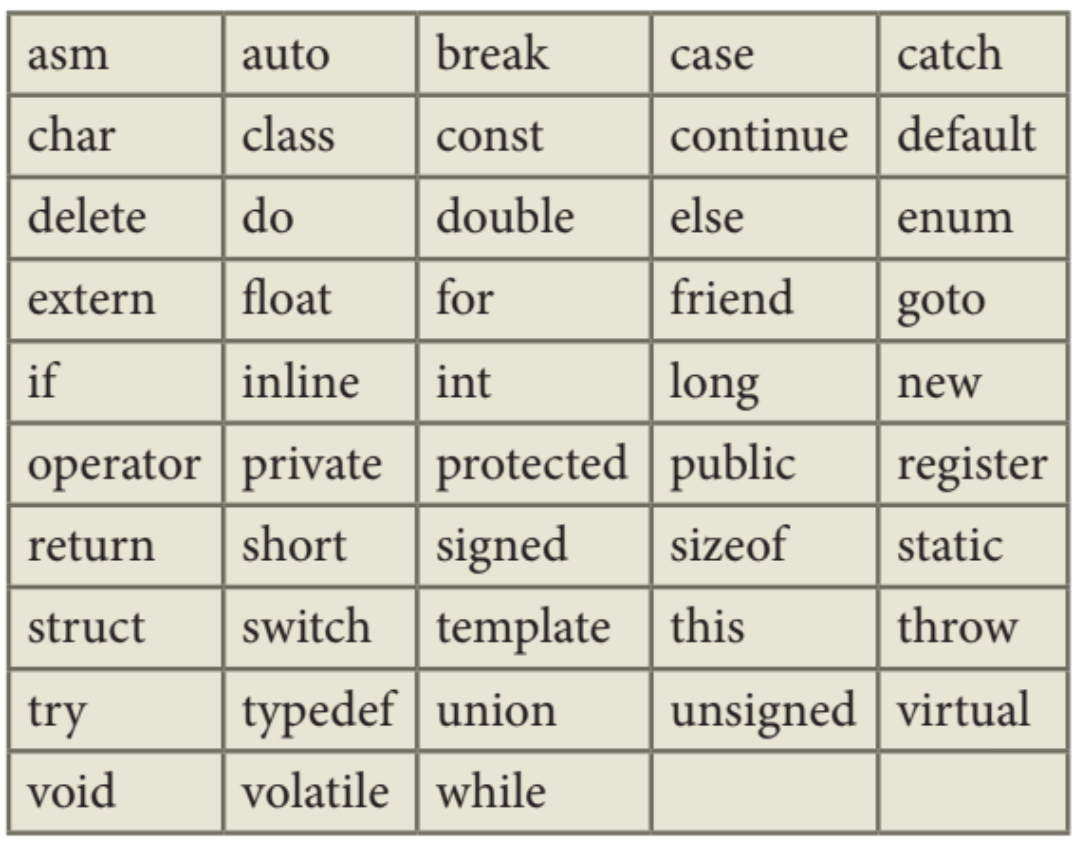 asm auto break case catch
char class const continue default
delete do double else enum
extern float for friend goto
if inline int long new
operator private protected public register
return short signed sizeof static
struct switch template this throw
try typedef union unsigned virtual
void volatile while